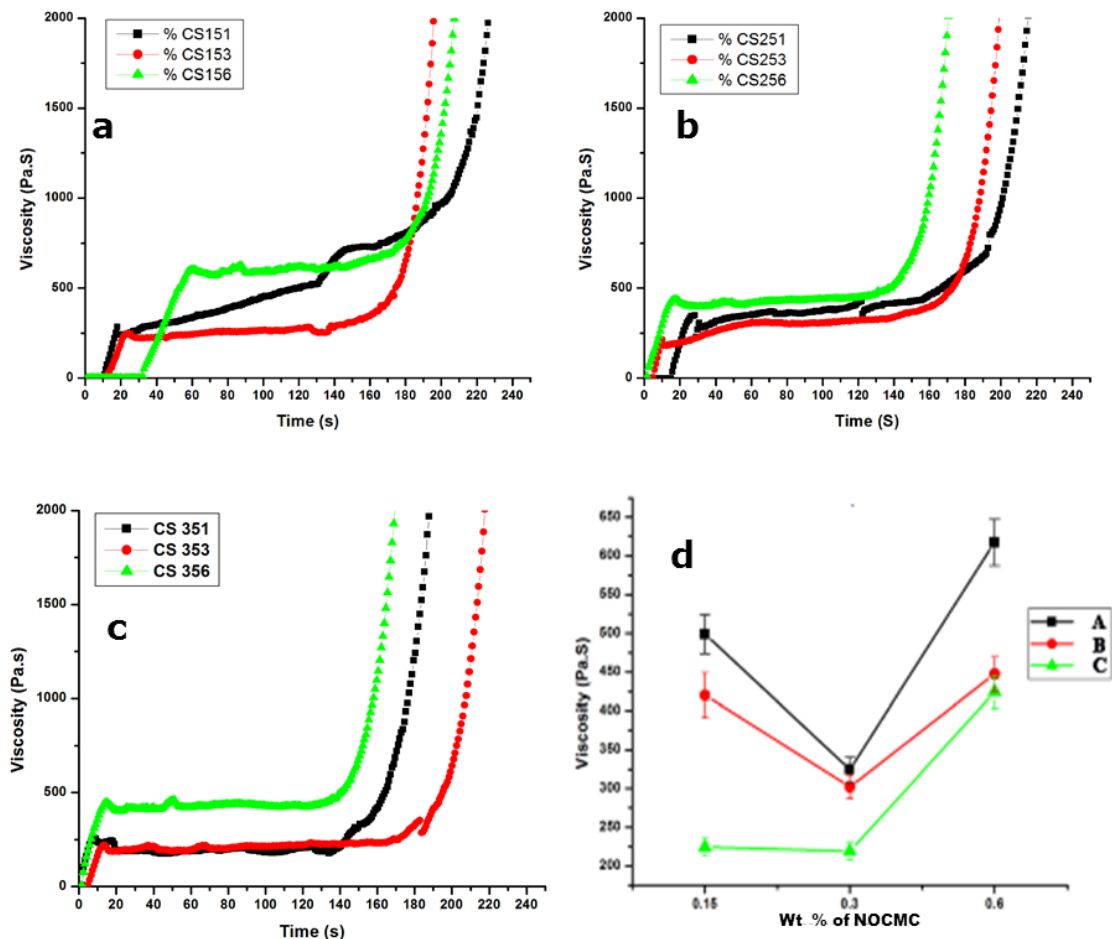 2000
1500
1000
500
0
Viscosity (Pa.S)
% CS151
% CS153
% CS156
a
0 20 40 60 80 100 120 140 160 180 200 220 240
Time (s)
2000
1500
1000
500
0
Viscosity (Pa.S)
% CS251
% CS253
% CS256
b
0 20 40 60 80 100 120 140 160 180 200 220 240
Time (S)
2000
1500
1000
500
0
Viscosity (Pa.s)
CS 351
CS 353
CS 356
c
0 20 40 60 80 100 120 140 160 180 200 220 240
Time (s)
650
600
550
500
450
400
350
300
250
200
Viscosity (Pa.S)
d
A
B
C
0.15 0.3 0.6
Wt..% of NOCMC